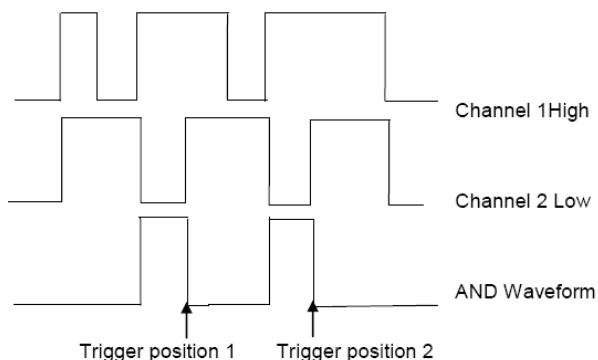 Channel 1High
Channel 2 Low
AND Waveform
Trigger position 1 Trigger position 2